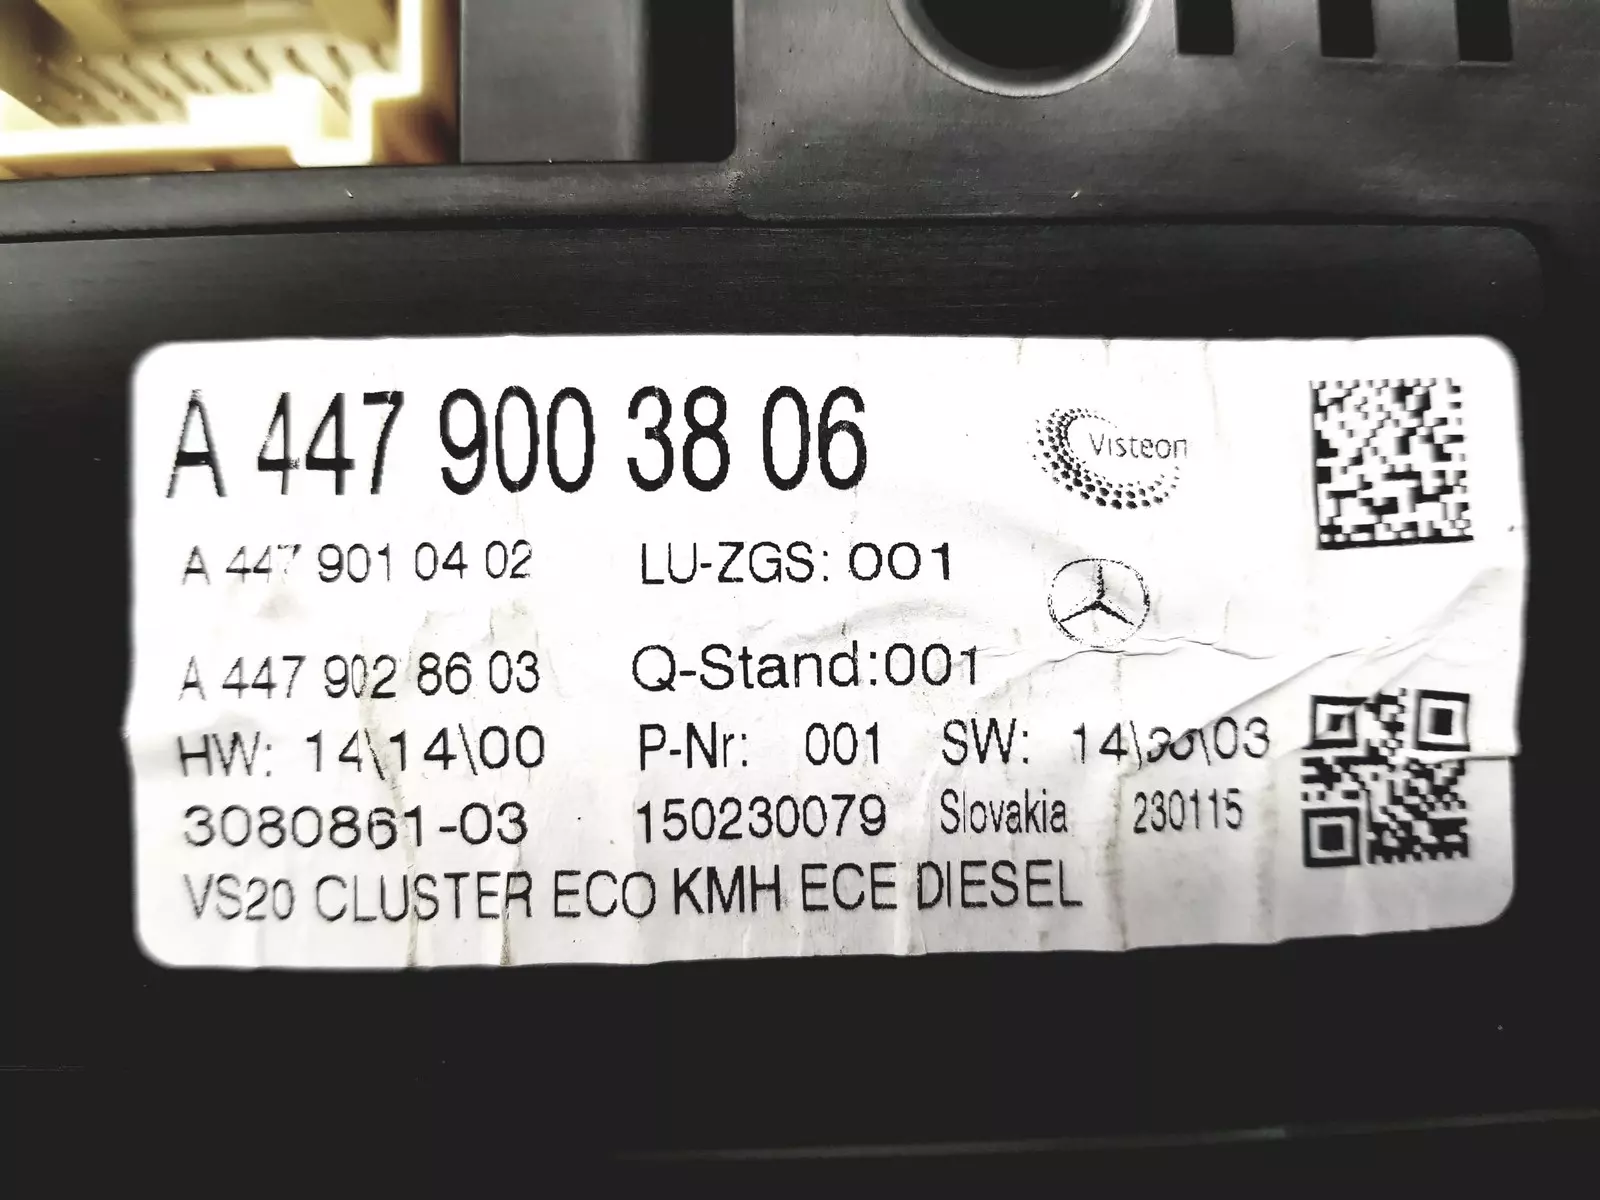 A 447 900 38 06
Visteon
A 447 901 04 02 LU-ZGS: 001
A 447 902 86 03 Q-Stand:001
HW: 14\14\00 P-Nr: 001 SW:
3080861-03 150230079 Slovakia 230115
VS20 CLUSTER ECO KMH ECE DIESEL